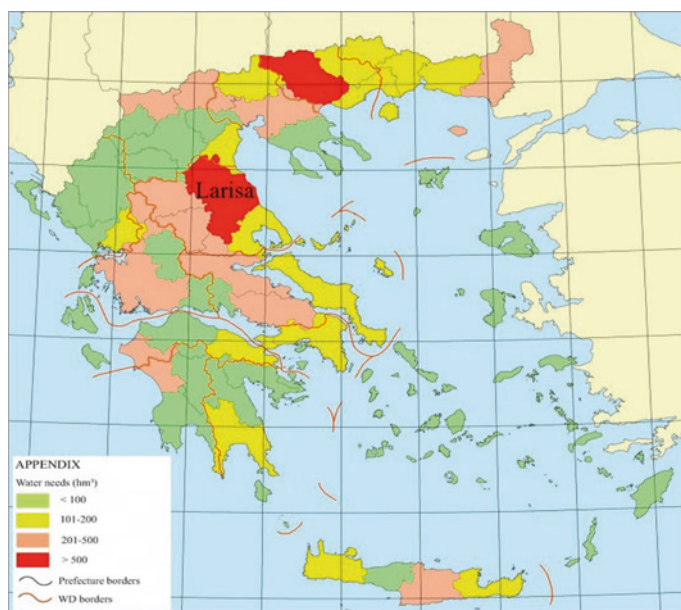 Larisa
APPENDIX
Water needs (hm³)
< 100
101-200
201-500
> 500
Prefecture borders
WD borders